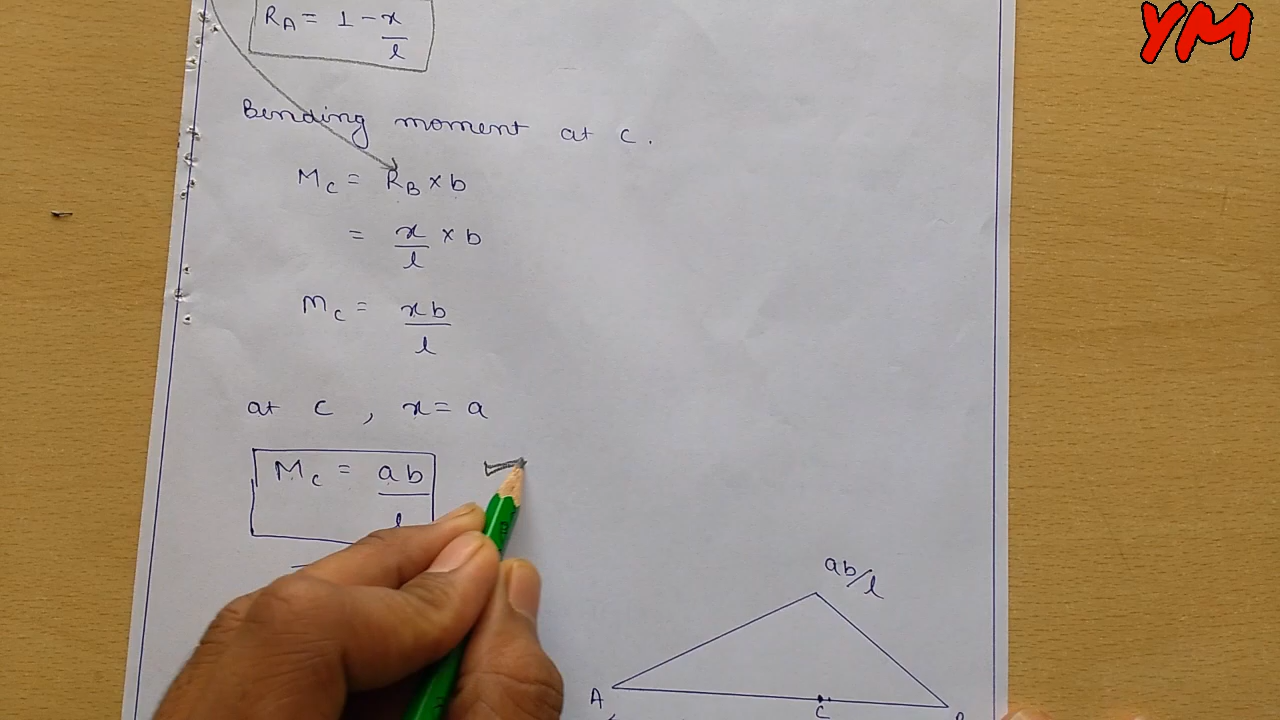 YM
R_A = 1 - x/l
Bending moment at C.
M_C = R_B × b
= x/l × b
M_C = xb/l
at C, x = a
M_C = ab/l
ab/l
A
C